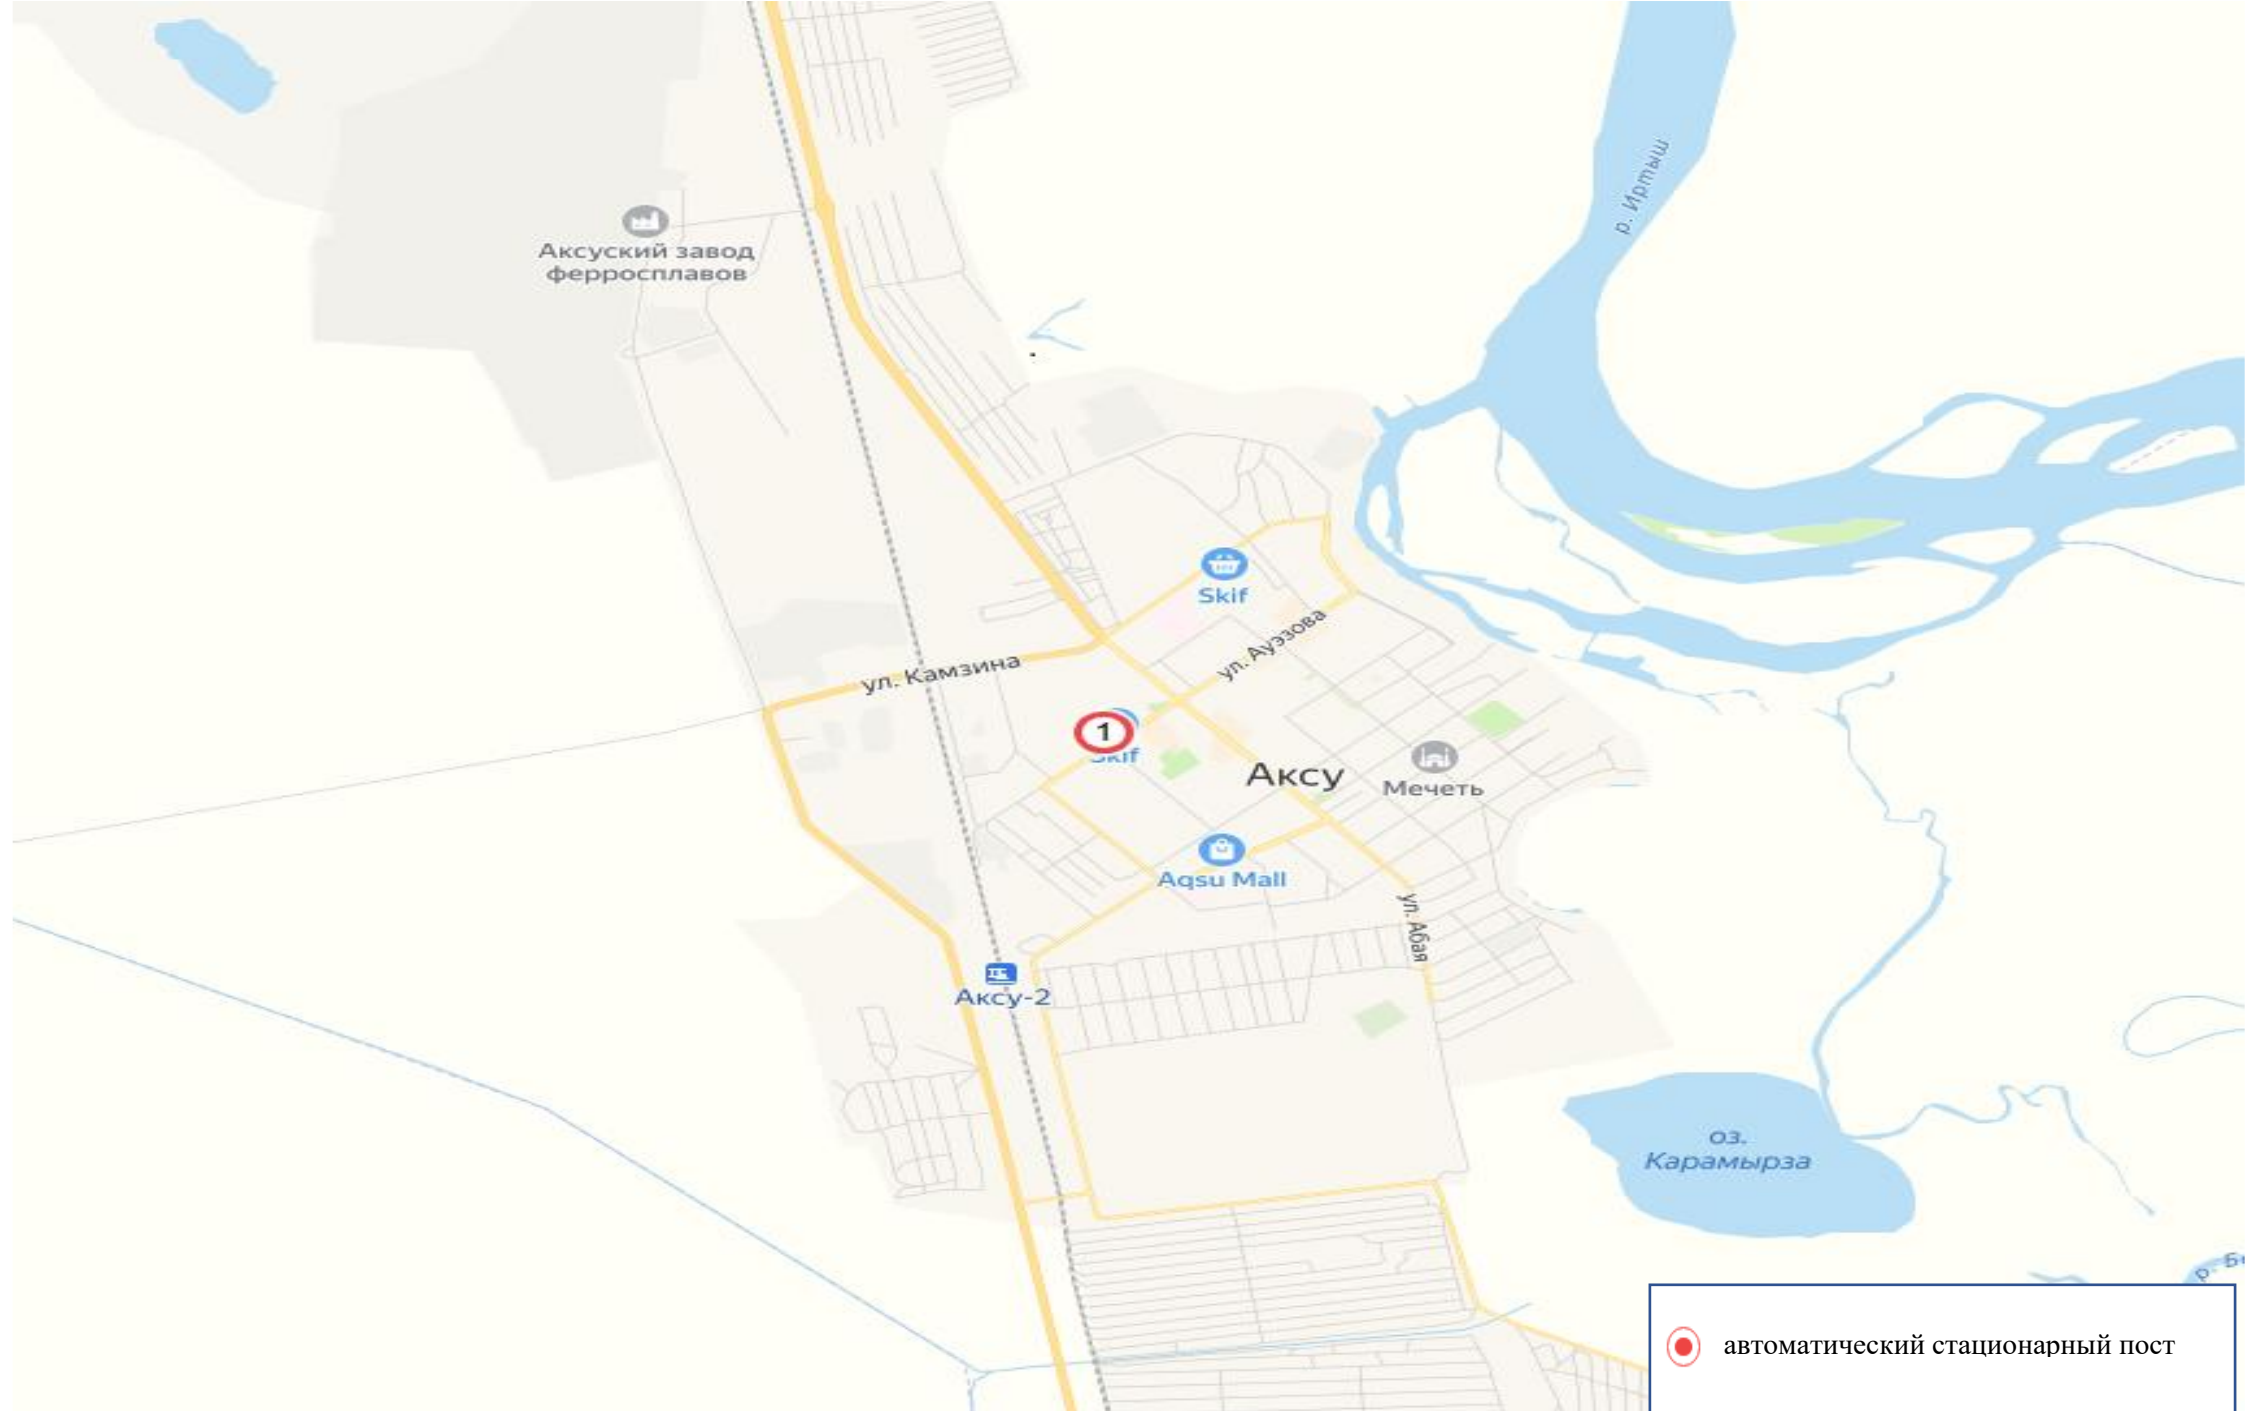 р. Иртыш
Аксуский завод
ферросплавов
Skif
ул. Ауэзова
ул. Камзина
1
Skif
Аксу
Мечеть
Aqsu Mall
ул. Абая
Аксу-2
оз.
Карамырза
р.
автоматический стационарный пост